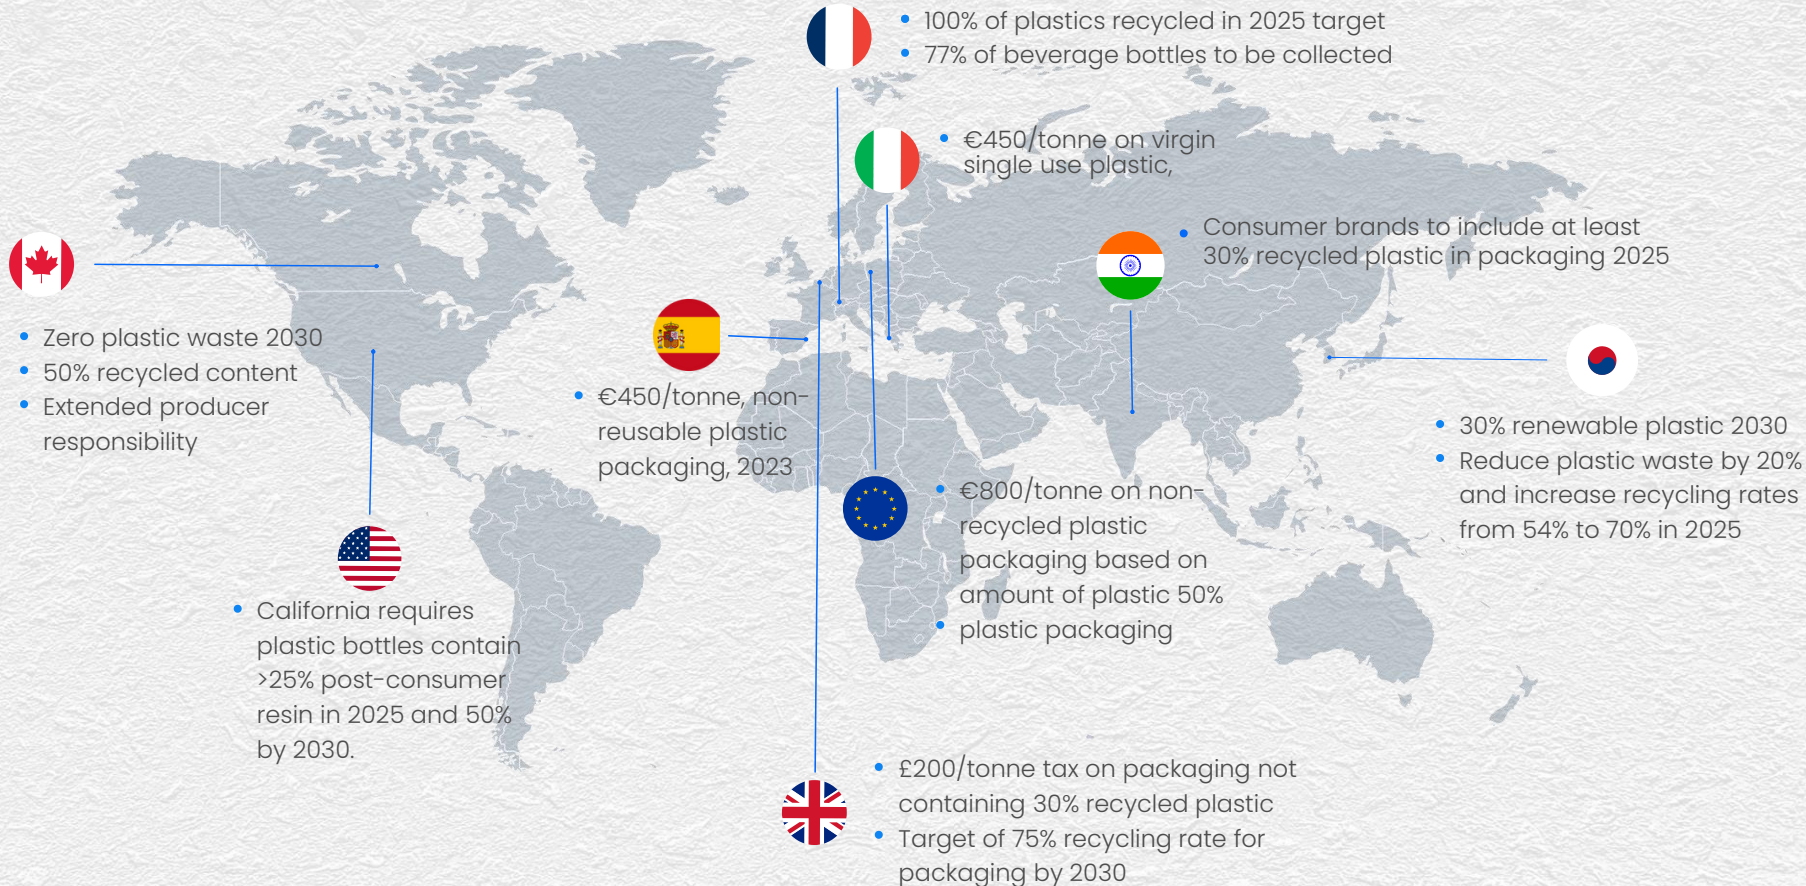 100% of plastics recycled in 2025 target
77% of beverage bottles to be collected
€450/tonne on virgin
single use plastic,
Consumer brands to include at least
30% recycled plastic in packaging 2025
Zero plastic waste 2030
50% recycled content
Extended producer
responsibility
€450/tonne, non-
reusable plastic
packaging, 2023
30% renewable plastic 2030
Reduce plastic waste by 20%
and increase recycling rates
from 54% to 70% in 2025
€800/tonne on non-
recycled plastic
packaging based on
amount of plastic 50%
plastic packaging
California requires
plastic bottles contain
>25% post-consumer
resin in 2025 and 50%
by 2030.
£200/tonne tax on packaging not
containing 30% recycled plastic
Target of 75% recycling rate for
packaging by 2030